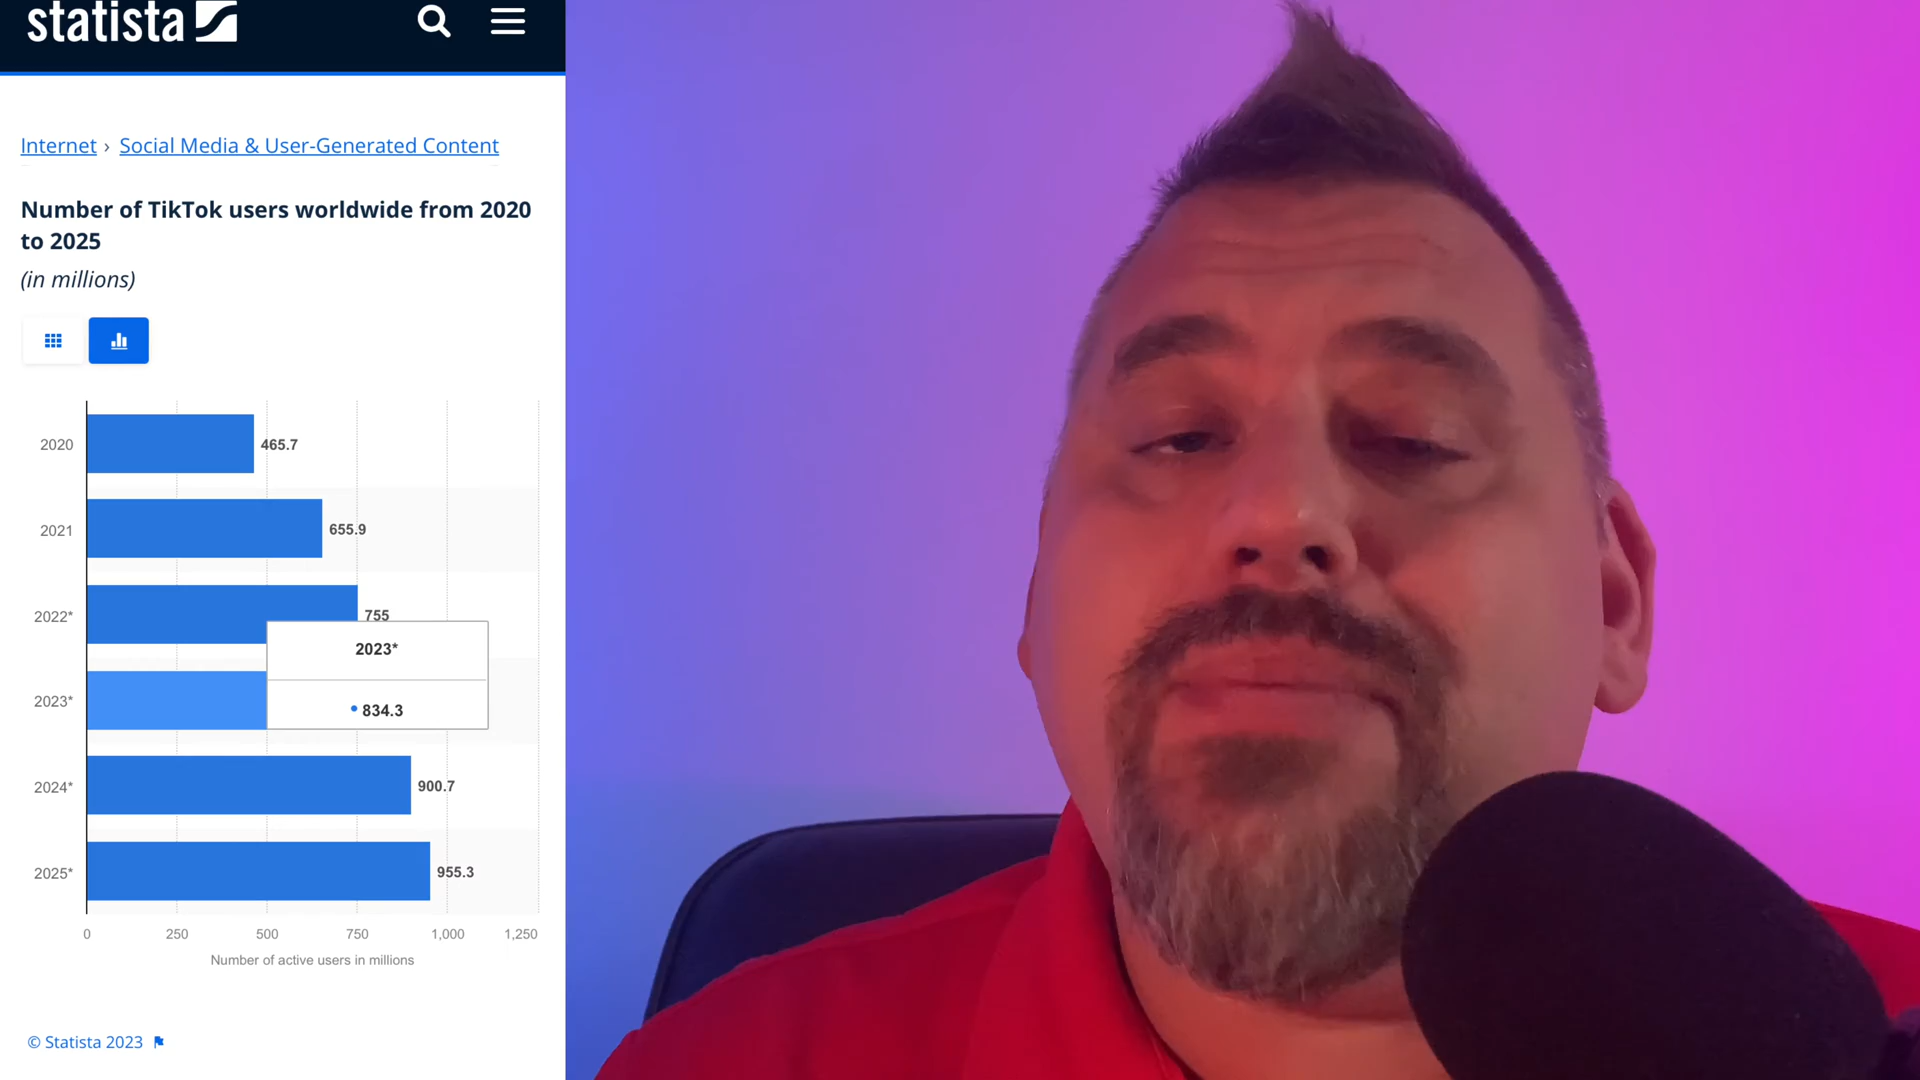 statista
Internet › Social Media & User-Generated Content
Number of TikTok users worldwide from 2020
to 2025
(in millions)
2020
465.7
2021
655.9
2022*
755
2023*
2023*
834.3
2024*
900.7
2025*
955.3
0
250
500
750
1,000
1,250
Number of active users in millions
© Statista 2023